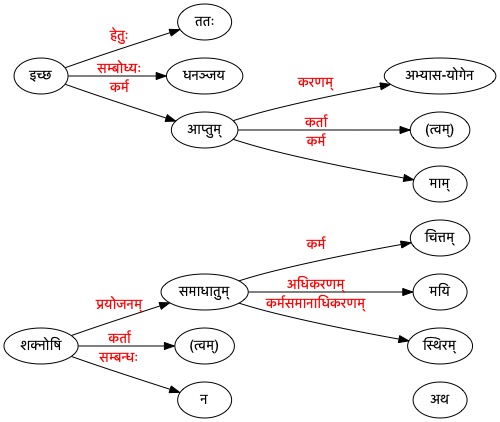 ततः
हेतुः
इच्छ सम्बोध्यः धनञ्जय करणम् अभ्यास-योगेन
कर्म
आप्तुम् कर्ता (त्वम्)
कर्म
माम्
चित्तम्
कर्म
समाधातुम् अधिकरणम् मयि
प्रयोजनम् कर्मसमानाधिकरणम्
शक्नोषि कर्ता (त्वम्) स्थिरम्
सम्बन्धः
न अथ